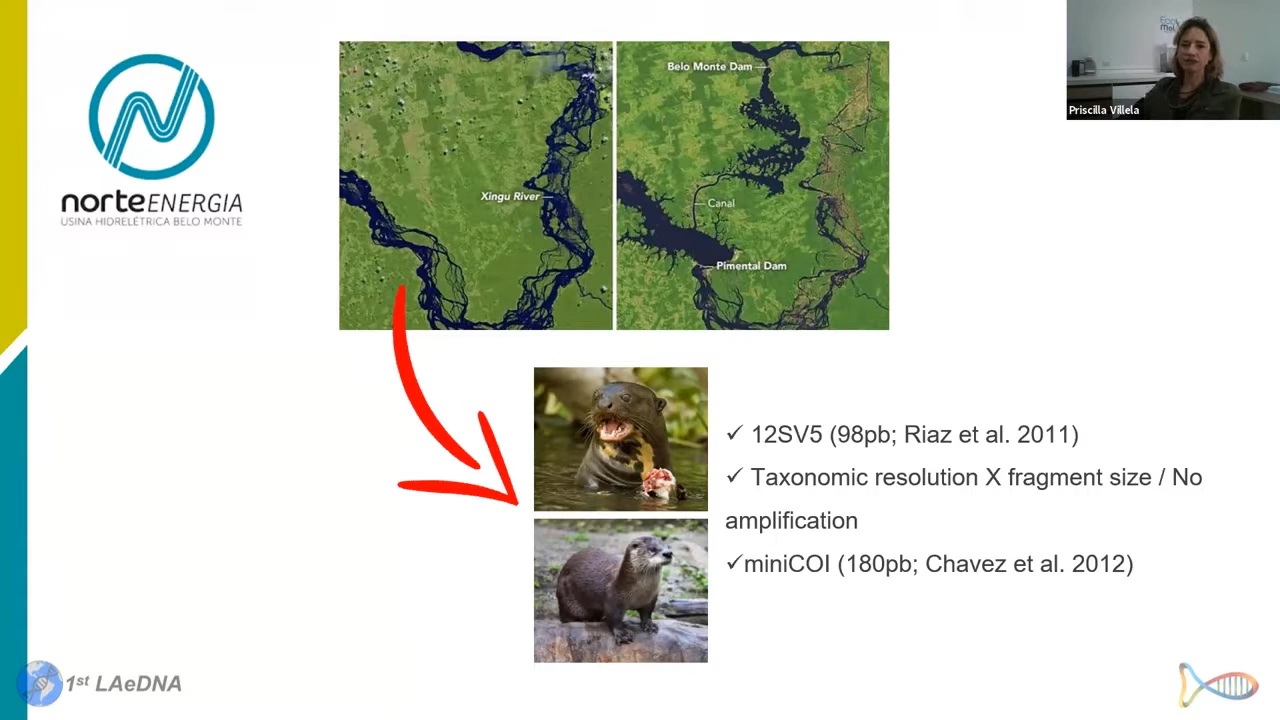 norteENERGIA
USINA HIDRELÉTRICA BELO MONTE
Xingu River
Belo Monte Dam
Canal
Pimental Dam
Priscilla Villela
✓ 12SV5 (98pb; Riaz et al. 2011)
✓ Taxonomic resolution X fragment size / No
amplification
✓miniCOI (180pb; Chavez et al. 2012)
1st LAeDNA